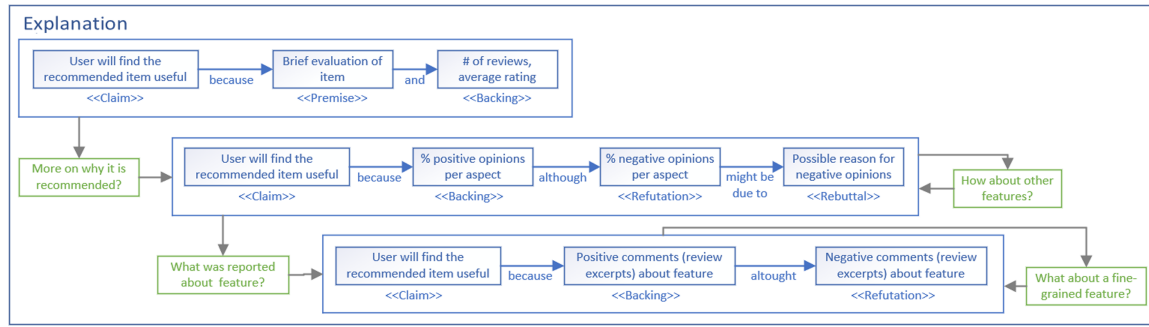 Explanation
User will find the
recommended item useful
because
Brief evaluation of
item
and
# of reviews,
average rating
<<Claim>>
<<Premise>>
<<Backing>>
More on why it is
recommended?
User will find the
recommended item useful
because
% positive opinions
per aspect
although
% negative opinions
per aspect
might be
due to
Possible reason for
negative opinions
<<Claim>>
<<Backing>>
<<Refutation>>
<<Rebuttal>>
How about other
features?
What was reported
about feature?
User will find the
recommended item useful
because
Positive comments (review
excerpts) about feature
altought
Negative comments (review
excerpts) about feature
<<Claim>>
<<Backing>>
<<Refutation>>
What about a fine-
grained feature?